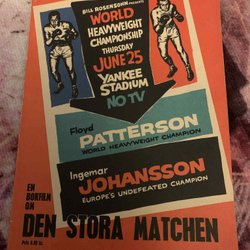 BILL ROSENSOHN PRESENTS
WORLD
HEAVYWEIGHT
CHAMPIONSHIP
THURSDAY
JUNE 25
YANKEE
STADIUM
NO TV
Floyd
PATTERSON
WORLD HEAVYWEIGHT CHAMPION
Ingemar
JOHANSSON
EUROPE'S UNDEFEATED CHAMPION
EN
BOKFILM
OM
DEN STORA MATCHEN
Pris